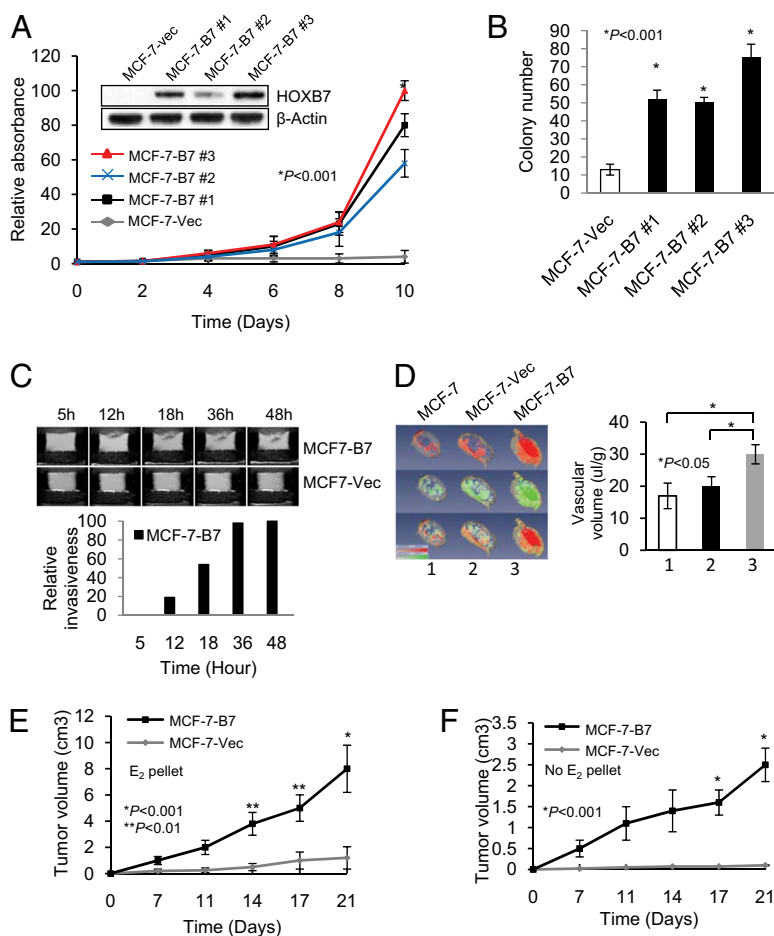 A
MCF-7-vec
MCF-7-B7 #1
MCF-7-B7 #2
MCF-7-B7 #3
HOXB7
β-Actin
Relative absorbance
120
100
80
60
40
20
0
MCF-7-B7 #3
MCF-7-B7 #2
MCF-7-B7 #1
MCF-7-Vec
*P<0.001
*
0 2 4 6 8 10
Time (Days)
B
Colony number
90
80
70
60
50
40
30
20
10
0
*P<0.001
* * *
MCF-7-Vec
MCF-7-B7 #1
MCF-7-B7 #2
MCF-7-B7 #3
C
5h 12h 18h 36h 48h
MCF7-B7
MCF7-Vec
Relative
invasiveness
100
80
60
40
20
0
MCF-7-B7
5 12 18 36 48
Time (Hour)
D
MCF-7
MCF-7-Vec
MCF-7-B7
1 2 3
Vascular
volume (ul/g)
40
30
20
10
0
*
*
*P<0.05
1 2 3
E
Tumor volume (cm3)
12
10
8
6
4
2
0
MCF-7-B7
MCF-7-Vec
E2 pellet
*P<0.001
**P<0.01
** ** *
0 7 11 14 17 21
Time (Days)
F
Tumor volume (cm3)
3.5
3
2.5
2
1.5
1
0.5
0
MCF-7-B7
MCF-7-Vec
No E2 pellet
*P<0.001
* *
0 7 11 14 17 21
Time (Days)